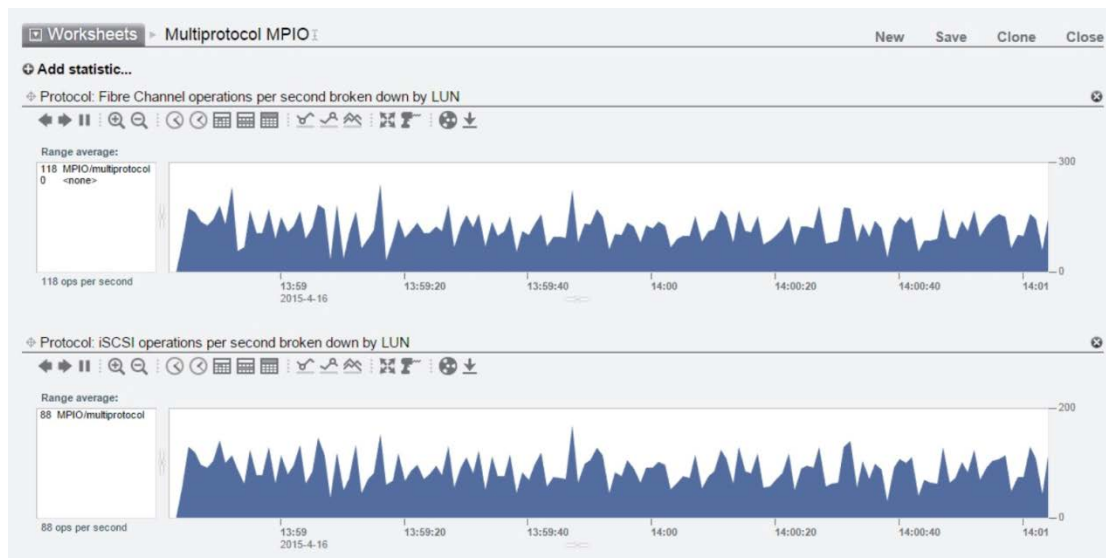 Worksheets Multiprotocol MPIO New Save Clone Close
Add statistic...
Protocol: Fibre Channel operations per second broken down by LUN
Range average:
118 MPIO/multiprotocol
0 <none>
300
0
118 ops per second
13:59 13:59:20 13:59:40 14:00 14:00:20 14:00:40 14:01
2015-4-16
Protocol: iSCSI operations per second broken down by LUN
Range average:
88 MPIO/multiprotocol
200
0
88 ops per second
13:59 13:59:20 13:59:40 14:00 14:00:20 14:00:40 14:01
2015-4-16